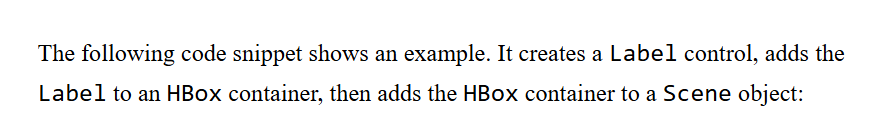 The following code snippet shows an example. It creates a Label control, adds the
Label to an HBox container, then adds the HBox container to a Scene object: